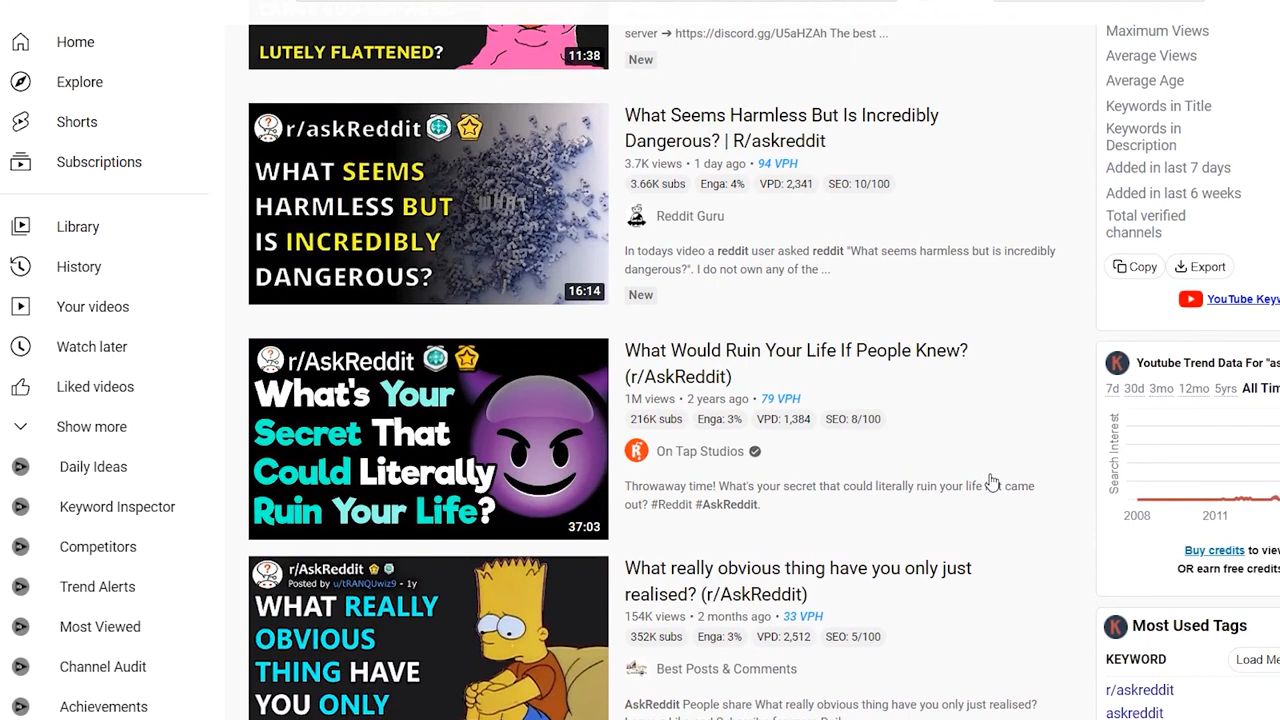 Home
Explore
Shorts
Subscriptions
Library
History
Your videos
Watch later
Liked videos
Show more
Daily Ideas
Keyword Inspector
Competitors
Trend Alerts
Most Viewed
Channel Audit
Achievements
LUTELY FLATTENED?
11:38
server ➔ https://discord.gg/U5aHZAh The best ...
New
r/askReddit
WHAT SEEMS
HARMLESS BUT
IS INCREDIBLY
DANGEROUS?
16:14
What Seems Harmless But Is Incredibly
Dangerous? | R/askreddit
3.7K views • 1 day ago • 94 VPH
3.66K subs Enga: 4% VPD: 2,341 SEO: 10/100
Reddit Guru
In todays video a reddit user asked reddit "What seems harmless but is incredibly
dangerous?". I do not own any of the ...
New
r/AskReddit
What's Your
Secret That
Could Literally
Ruin Your Life?
37:03
What Would Ruin Your Life If People Knew?
(r/AskReddit)
1M views • 2 years ago • 79 VPH
216K subs Enga: 3% VPD: 1,384 SEO: 8/100
On Tap Studios
Throwaway time! What's your secret that could literally ruin your life came
out? #Reddit #AskReddit.
r/AskReddit
Posted by u/tRANQUwiz9 - 1y
WHAT REALLY
OBVIOUS
THING HAVE
YOU ONLY
What really obvious thing have you only just
realised? (r/AskReddit)
154K views • 2 months ago • 33 VPH
352K subs Enga: 3% VPD: 2,512 SEO: 5/100
Best Posts & Comments
AskReddit People share What really obvious thing have you only just realised?
Maximum Views
Average Views
Average Age
Keywords in Title
Keywords in
Description
Added in last 7 days
Added in last 6 weeks
Total verified
channels
Copy Export
YouTube Keyw
Youtube Trend Data For "as
7d 30d 3mo 12mo 5yrs All Tim
Search Interest
2008 2011
Buy credits to view
OR earn free credits
Most Used Tags
KEYWORD Load Me
r/askreddit
askreddit